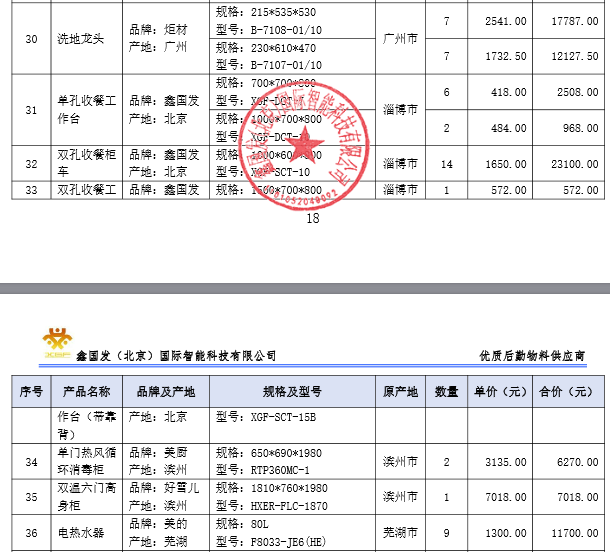 30 洗地龙头 品牌：炬材 产地：广州 规格：215*535*530 型号：B-7108-01/10 广州市 7 2541.00 17787.00
规格：230*610*470 型号：B-7107-01/10 7 1732.50 12127.50
31 单孔收餐工作台 品牌：鑫国发 产地：北京 规格：700*700*800 淄博市 6 418.00 2508.00
规格：1000*700*800 型号：XGF-DCT-10 2 484.00 968.00
32 双孔收餐柜车 品牌：鑫国发 产地：北京 型号：XGF-SCT-10 淄博市 14 1650.00 23100.00
33 双孔收餐工 品牌：鑫国发 规格：1500*700*800 淄博市 1 572.00 572.00
18
XGF
鑫国发（北京）国际智能科技有限公司 优质后勤物料供应商
序号 产品名称 品牌及产地 规格及型号 原产地 数量 单价（元） 合价（元）
作台（带靠背） 产地：北京 型号：XGF-SCT-15B
34 单门热风循环消毒柜 品牌：美厨 产地：滨州 规格：650*690*1980 型号：RTP360MC-1 滨州市 2 3135.00 6270.00
35 双温六门高身柜 品牌：好雪儿 产地：滨州 规格：1810*760*1980 型号：HXER-FLC-1870 滨州市 1 7018.00 7018.00
36 电热水器 品牌：美的 产地：芜湖 规格：80L 型号：F8033-JE6(HE) 芜湖市 9 1300.00 11700.00